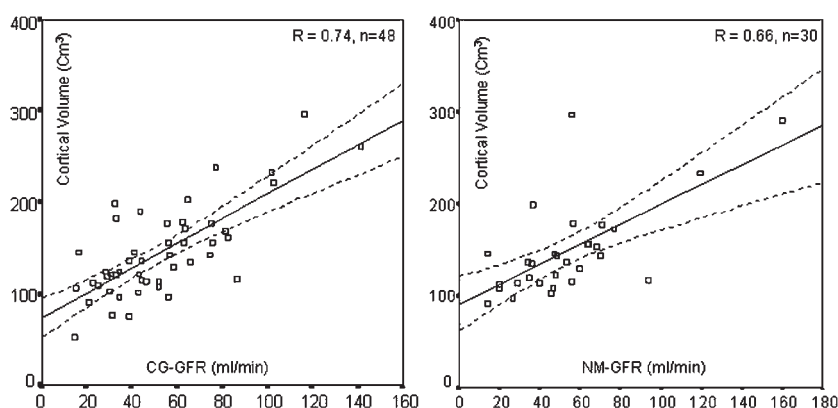 400
300
200
100
0
Cortical Volume (Cm³)
R = 0.74, n=48
CG-GFR (ml/min)
0 20 40 60 80 100 120 140 160
400
300
200
100
0
Cortical Volume (Cm³)
R = 0.66, n=30
NM-GFR (ml/min)
0 20 40 60 80 100 120 140 160 180